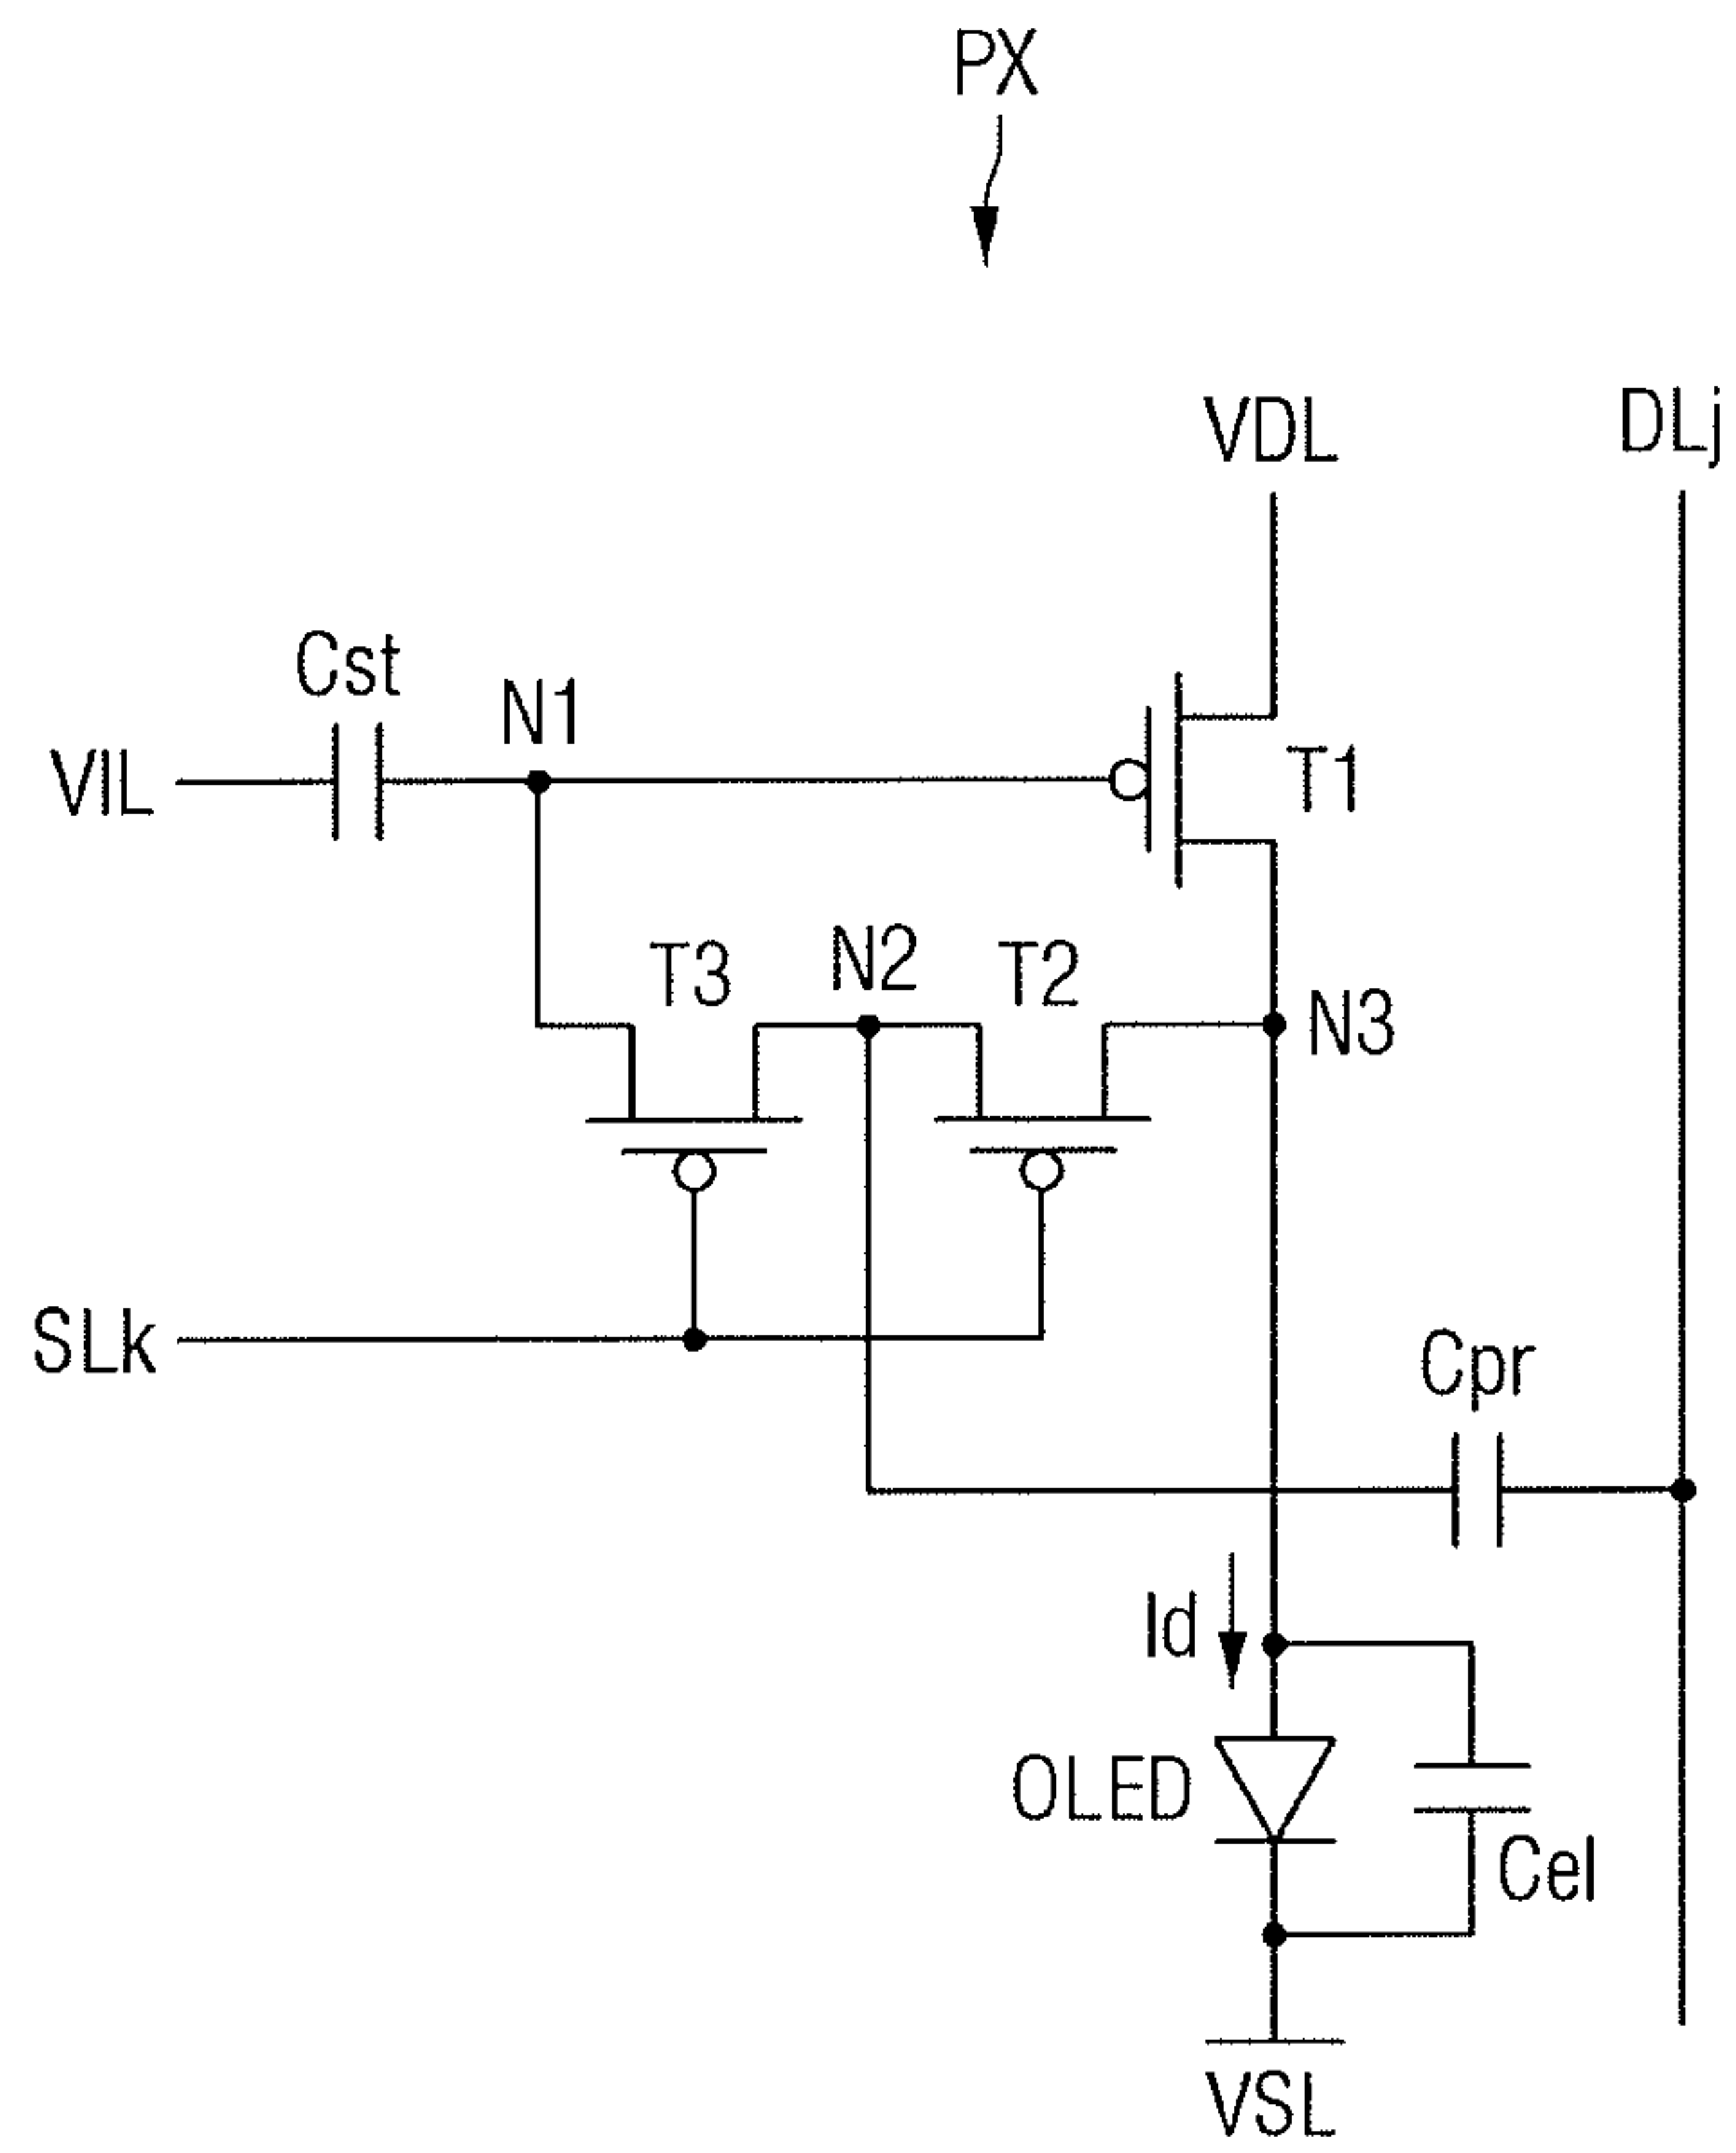 PX
VDL
DLj
Cst
N1
VIL
T1
T3
N2
T2
N3
SLk
Cpr
Id
OLED
Cel
VSL